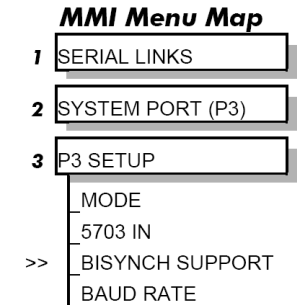 MMI Menu Map
1 SERIAL LINKS
2 SYSTEM PORT (P3)
3 P3 SETUP
MODE
5703 IN
>> BISYNCH SUPPORT
BAUD RATE